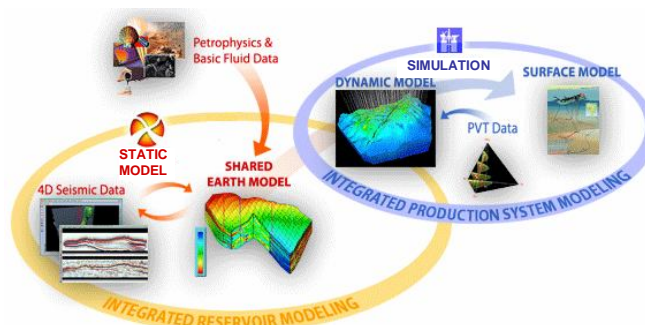 Petrophysics &
Basic Fluid Data
SIMULATION
DYNAMIC MODEL
SURFACE MODEL
PVT Data
STATIC
MODEL
SHARED
EARTH MODEL
4D Seismic Data
INTEGRATED PRODUCTION SYSTEM MODELING
INTEGRATED RESERVOIR MODELING